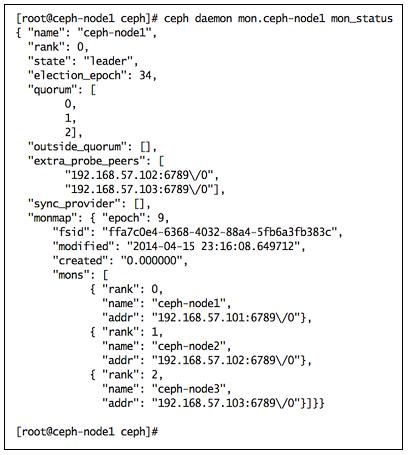 [root@ceph-node1 ceph]# ceph daemon mon.ceph-node1 mon_status
{ "name": "ceph-node1",
  "rank": 0,
  "state": "leader",
  "election_epoch": 34,
  "quorum": [
        0,
        1,
        2],
  "outside_quorum": [],
  "extra_probe_peers": [
        "192.168.57.102:6789\/0",
        "192.168.57.103:6789\/0"],
  "sync_provider": [],
  "monmap": { "epoch": 9,
      "fsid": "ffa7c0e4-6368-4032-88a4-5fb6a3fb383c",
      "modified": "2014-04-15 23:16:08.649712",
      "created": "0.000000",
      "mons": [
            { "rank": 0,
              "name": "ceph-node1",
              "addr": "192.168.57.101:6789\/0"},
            { "rank": 1,
              "name": "ceph-node2",
              "addr": "192.168.57.102:6789\/0"},
            { "rank": 2,
              "name": "ceph-node3",
              "addr": "192.168.57.103:6789\/0"}]}}
[root@ceph-node1 ceph]#